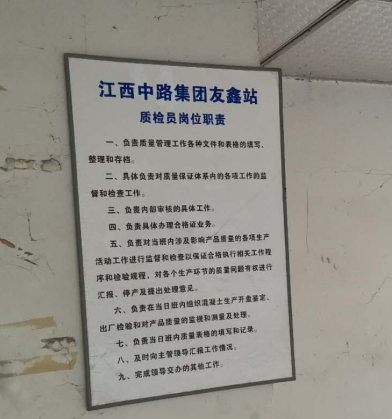 江西中路集团友鑫站
质检员岗位职责
一、负责质量管理工作各种文件和表格的填写、
整理和存档。
二、具体负责对质量保证体系内的各项工作的监
督和检查工作。
三、负责内部审核的具体工作。
四、负责具体办理合格证业务。
五、负责对当班内涉及影响产品质量的各项生产
活动工作进行监督和检查以保证合格执行相关工作程
序和检验规程，对各个生产环节的质量问题有权进行
汇报、停产及提出处理意见。
六、负责在当日班内组织混凝土生产开盘鉴定、
出厂检验和对产品质量的监视和测量及处理。
七、负责当日班内质量表格的填写和记录。
八、及时向主管领导汇报工作情况。
九、完成领导交办的其他工作。